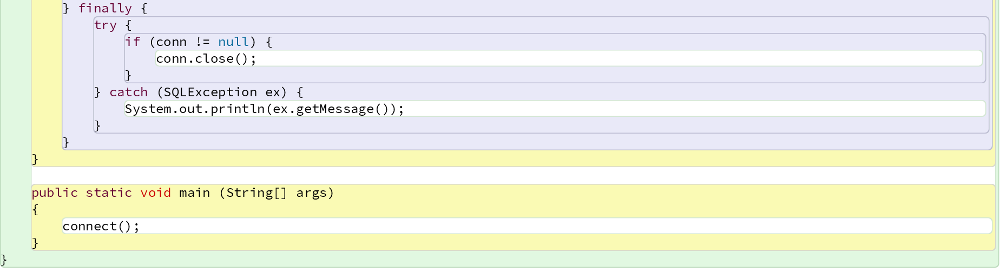 } finally {
try {
if (conn != null) {
conn.close();
}
} catch (SQLException ex) {
System.out.println(ex.getMessage());
}
}
}
public static void main (String[] args)
{
connect();
}
}